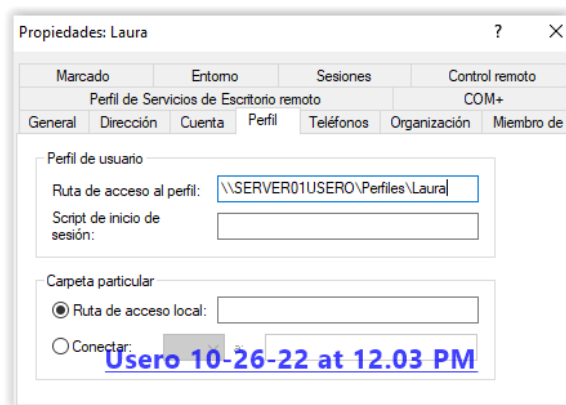 Propiedades: Laura ?
Marcado Entorno Sesiones Control remoto
Perfil de Servicios de Escritorio remoto COM+
General Dirección Cuenta Perfil Teléfonos Organización Miembro de
Perfil de usuario
Ruta de acceso al perfil: \\SERVER01USERO\Perfiles\Laura
Script de inicio de
sesión:
Carpeta particular
Ruta de acceso local:
Conectar: a:
Usero 10-26-22 at 12.03 PM